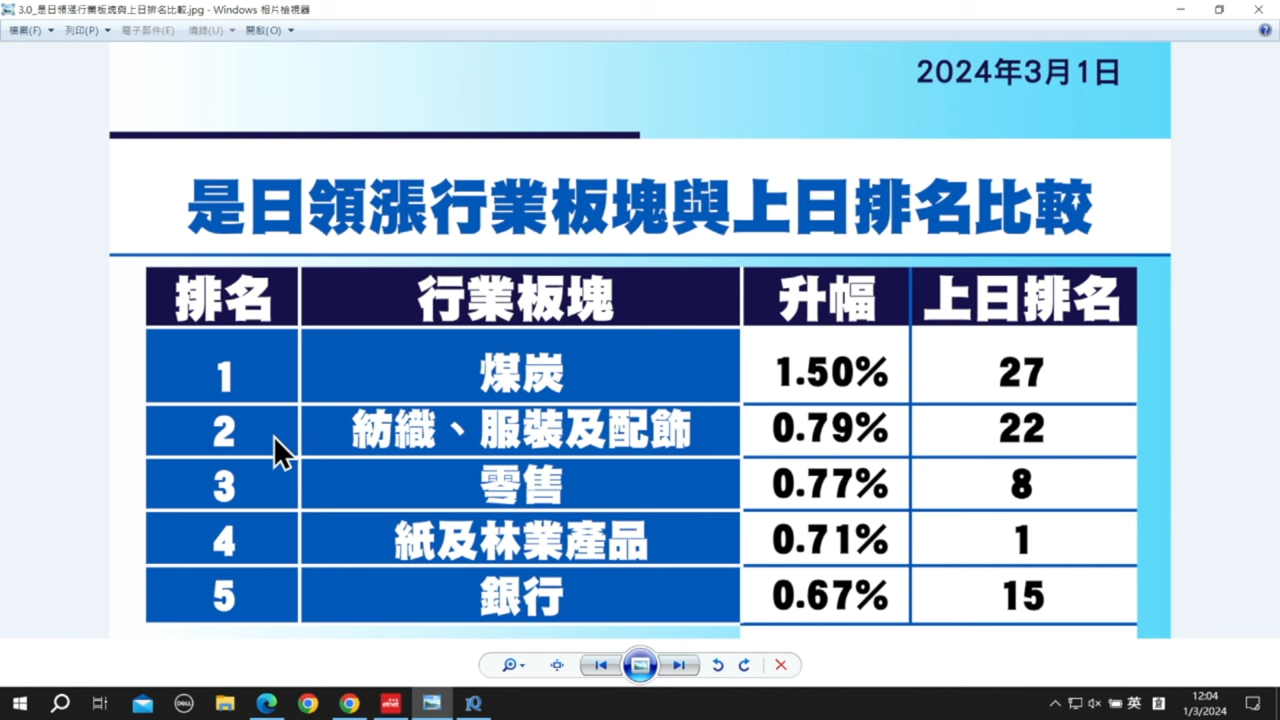 3.0_是日領漲行業板塊與上日排名比較.jpg - Windows 相片檢視器
檔案(F) 列印(P) 電子郵件(E) 燒錄(U) 開啟(O)
2024年3月1日
是日領漲行業板塊與上日排名比較
排名 行業板塊 升幅 上日排名
1 煤炭 1.50% 27
2 紡織、服裝及配飾 0.79% 22
3 零售 0.77% 8
4 紙及林業產品 0.71% 1
5 銀行 0.67% 15
DELL
etnet
IQ
英
12:04
1/3/2024